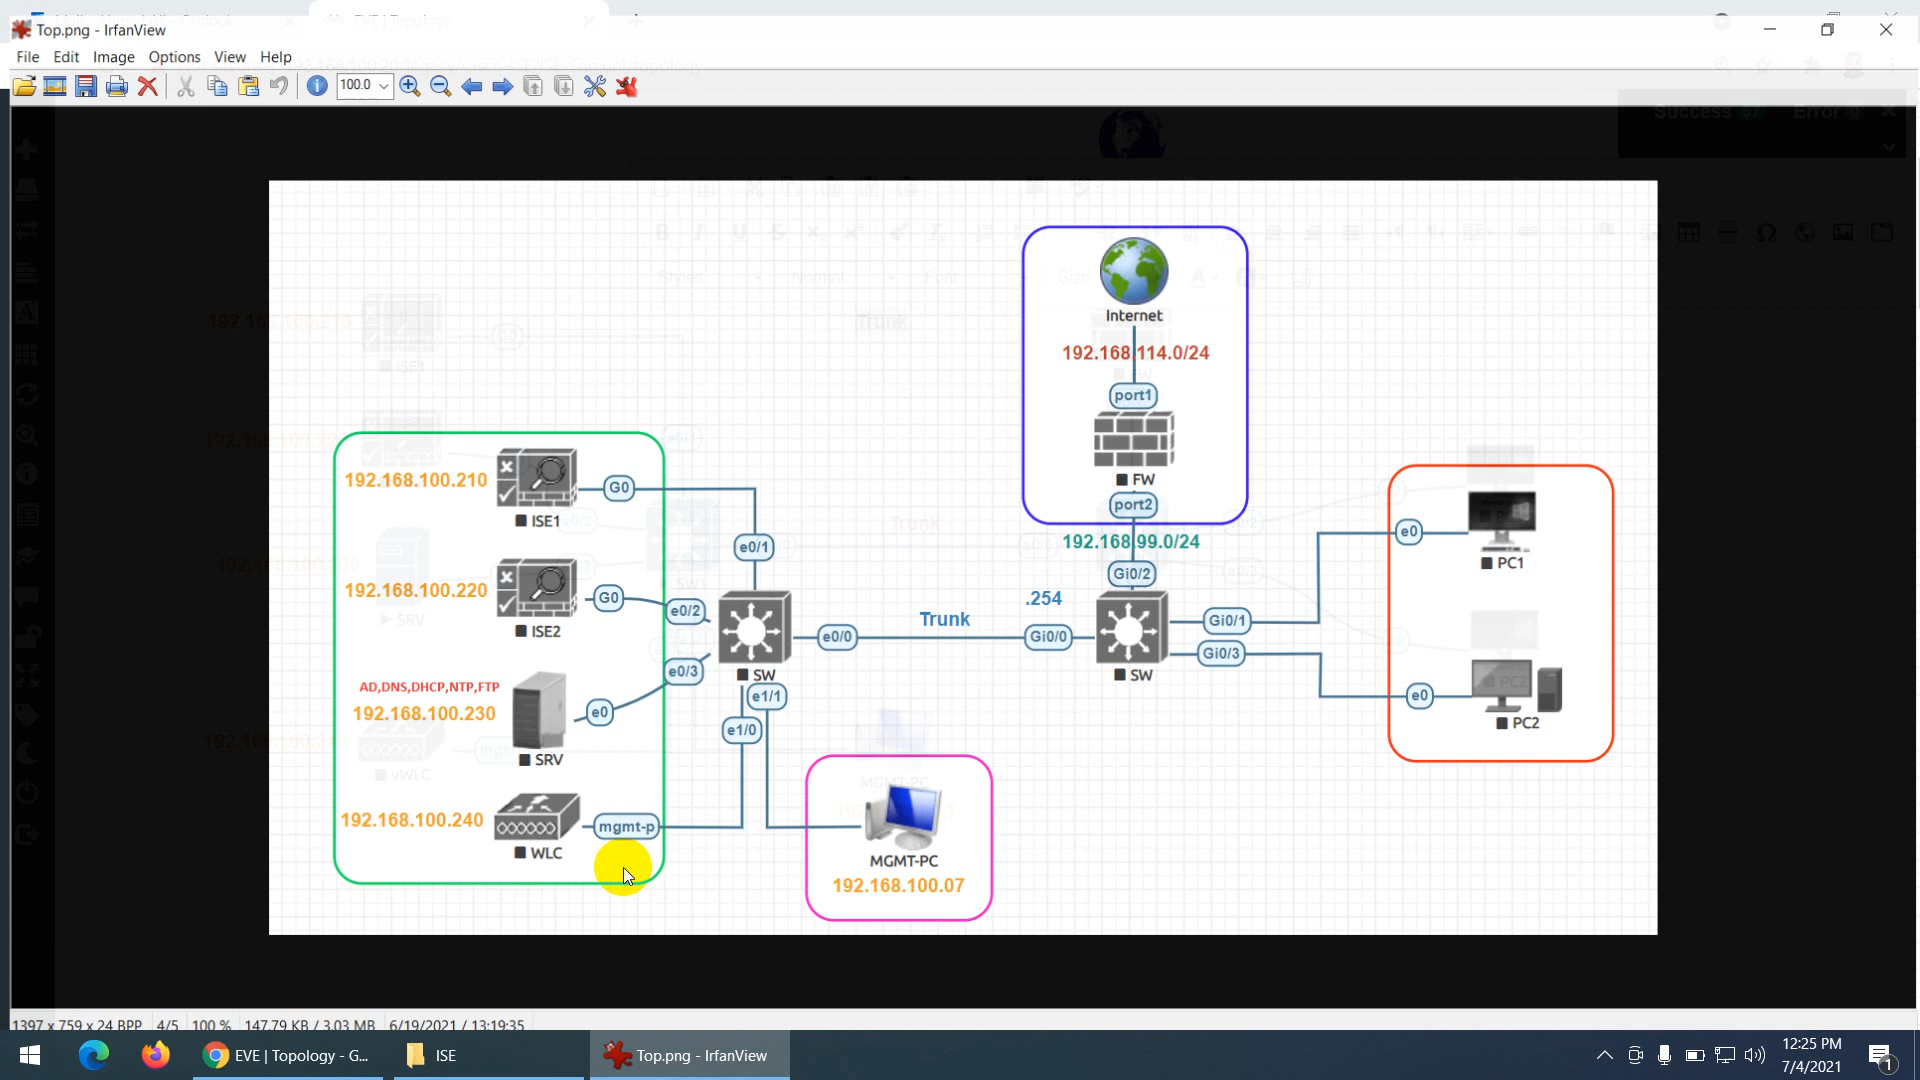 Top.png - IrfanView
File Edit Image Options View Help
100.0
Success 57 Error 0
Internet
192.168.114.0/24
port1
FW
port2
192.168.99.0/24
Gi0/2
192.168.100.210
G0
ISE1
e0/1
192.168.100.220
G0
ISE2
e0/2
e0/3
AD,DNS,DHCP,NTP,FTP
192.168.100.230
e0
SRV
192.168.100.240
mgmt-p
WLC
SW
e0/0
Trunk
.254
Gi0/0
SW
e1/1
e1/0
MGMT-PC
192.168.100.07
Gi0/1
Gi0/3
e0
PC1
e0
PC2
1397 x 759 x 24 BPP 4/5 100 % 147.79 KB / 3.03 MB 6/19/2021 / 13:19:35
EVE | Topology - G...
ISE
Top.png - IrfanView
12:25 PM
7/4/2021
1